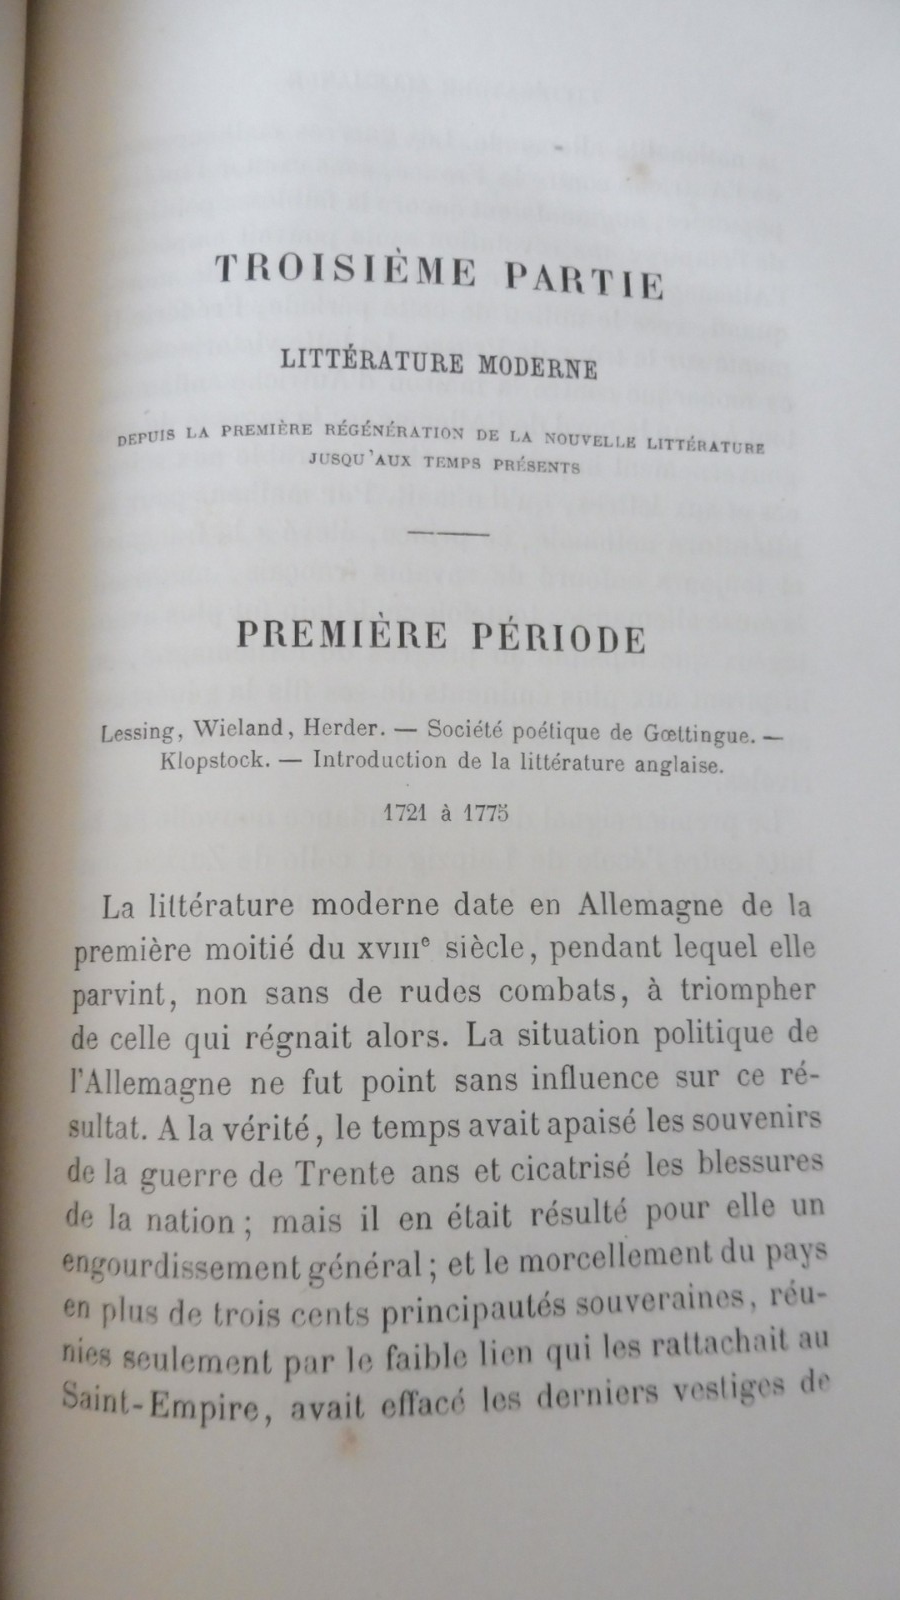 TROISIÈME PARTIE
LITTÉRATURE MODERNE
DEPUIS LA PREMIÈRE RÉGÉNÉRATION DE LA NOUVELLE LITTÉRATURE
JUSQU'AUX TEMPS PRÉSENTS
PREMIÈRE PÉRIODE
Lessing, Wieland, Herder. — Société poétique de Gœttingue. —
Klopstock. — Introduction de la littérature anglaise.
1721 à 1775
La littérature moderne date en Allemagne de la
première moitié du XVIIIᵉ siècle, pendant lequel elle
parvint, non sans de rudes combats, à triompher
de celle qui régnait alors. La situation politique de
l'Allemagne ne fut point sans influence sur ce ré-
sultat. A la vérité, le temps avait apaisé les souvenirs
de la guerre de Trente ans et cicatrisé les blessures
de la nation ; mais il en était résulté pour elle un
engourdissement général ; et le morcellement du pays
en plus de trois cents principautés souveraines, réu-
nies seulement par le faible lien qui les rattachait au
Saint-Empire, avait effacé les derniers vestiges de